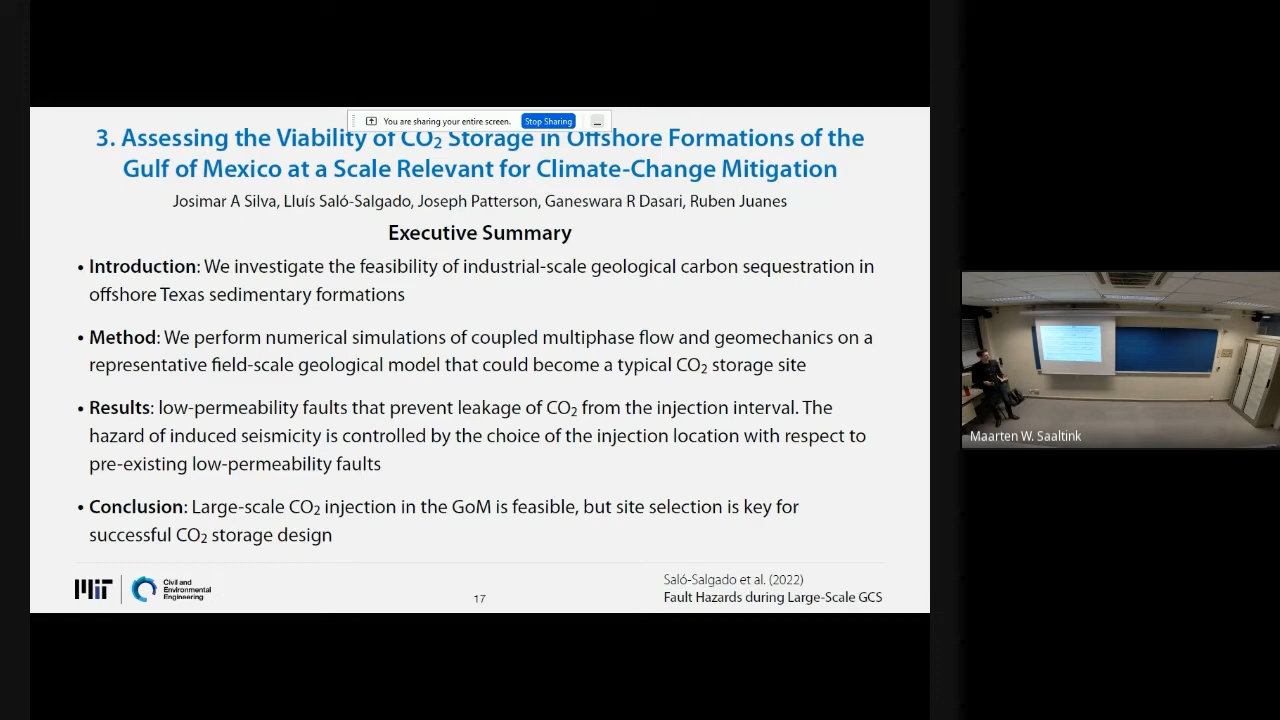 You are sharing your entire screen.
Stop Sharing
3. Assessing the Viability of CO₂ Storage in Offshore Formations of the
Gulf of Mexico at a Scale Relevant for Climate-Change Mitigation
Josimar A Silva, Lluís Saló-Salgado, Joseph Patterson, Ganeswara R Dasari, Ruben Juanes
Executive Summary
• Introduction: We investigate the feasibility of industrial-scale geological carbon sequestration in
offshore Texas sedimentary formations
• Method: We perform numerical simulations of coupled multiphase flow and geomechanics on a
representative field-scale geological model that could become a typical CO₂ storage site
• Results: low-permeability faults that prevent leakage of CO₂ from the injection interval. The
hazard of induced seismicity is controlled by the choice of the injection location with respect to
pre-existing low-permeability faults
• Conclusion: Large-scale CO₂ injection in the GoM is feasible, but site selection is key for
successful CO₂ storage design
MIT
Civil and
Environmental
Engineering
17
Saló-Salgado et al. (2022)
Fault Hazards during Large-Scale GCS
Maarten W. Saaltink